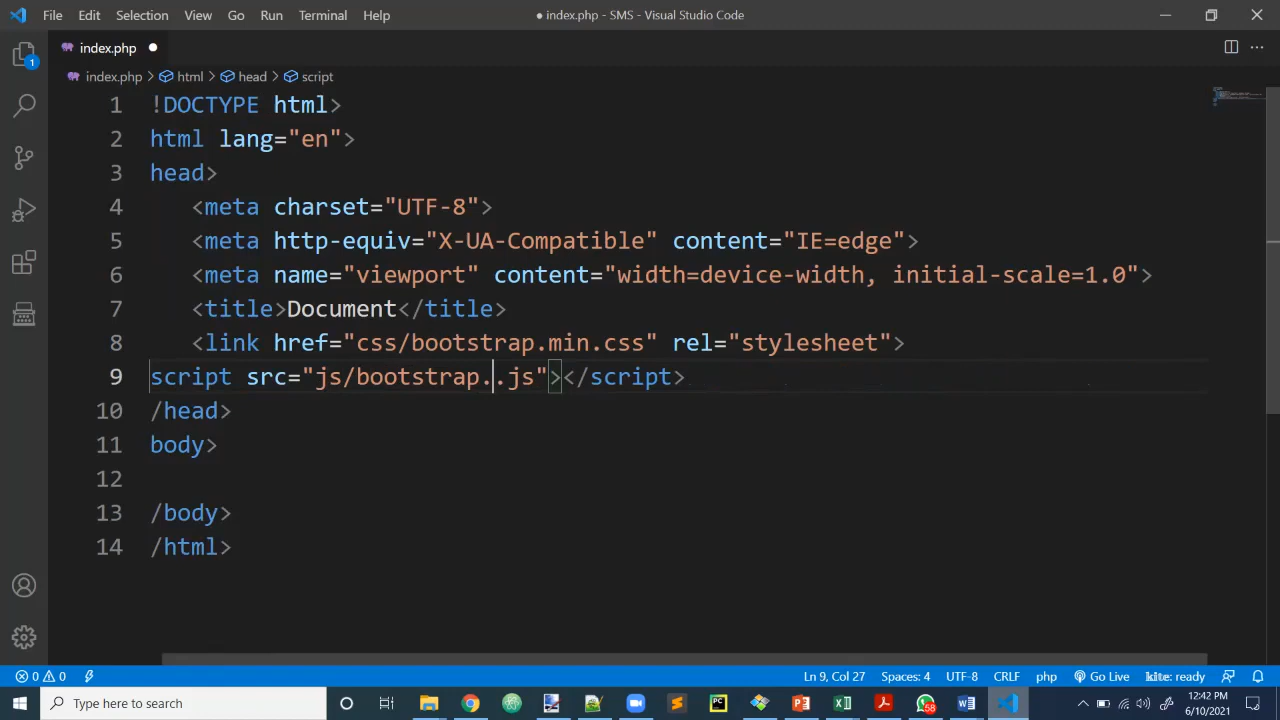 File Edit Selection View Go Run Terminal Help
● index.php - SMS - Visual Studio Code
index.php
index.php > html > head > script
1 !DOCTYPE html>
2 html lang="en">
3 head>
4 <meta charset="UTF-8">
5 <meta http-equiv="X-UA-Compatible" content="IE=edge">
6 <meta name="viewport" content="width=device-width, initial-scale=1.0">
7 <title>Document</title>
8 <link href="css/bootstrap.min.css" rel="stylesheet">
9 script src="js/bootstrap..js"></script>
10 /head>
11 body>
12
13 /body>
14 /html>
1
0 0 Ln 9, Col 27 Spaces: 4 UTF-8 CRLF php Go Live kite: ready
Type here to search
PC
58
12:42 PM
6/10/2021